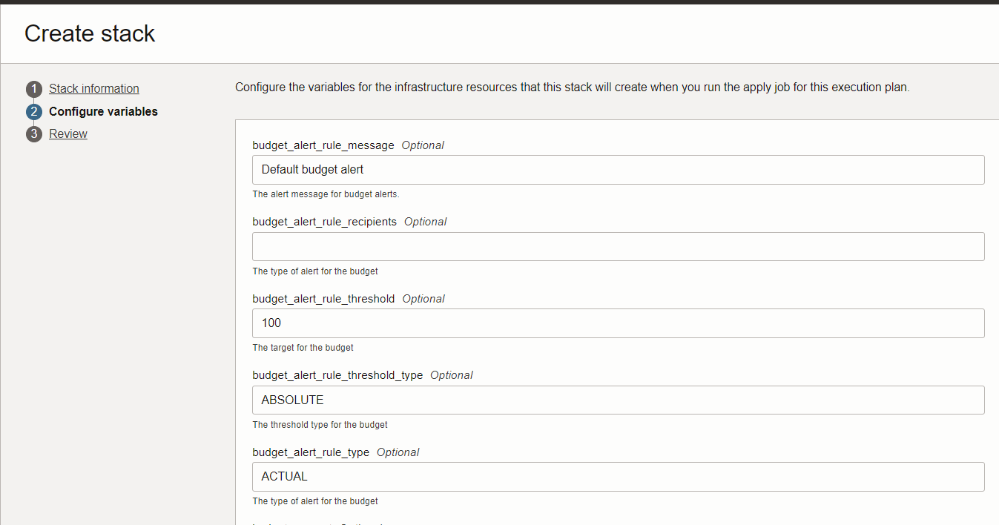 Create stack
1 Stack information
2 Configure variables
3 Review
Configure the variables for the infrastructure resources that this stack will create when you run the apply job for this execution plan.
budget_alert_rule_message Optional
Default budget alert
The alert message for budget alerts.
budget_alert_rule_recipients Optional
The type of alert for the budget
budget_alert_rule_threshold Optional
100
The target for the budget
budget_alert_rule_threshold_type Optional
ABSOLUTE
The threshold type for the budget
budget_alert_rule_type Optional
ACTUAL
The type of alert for the budget